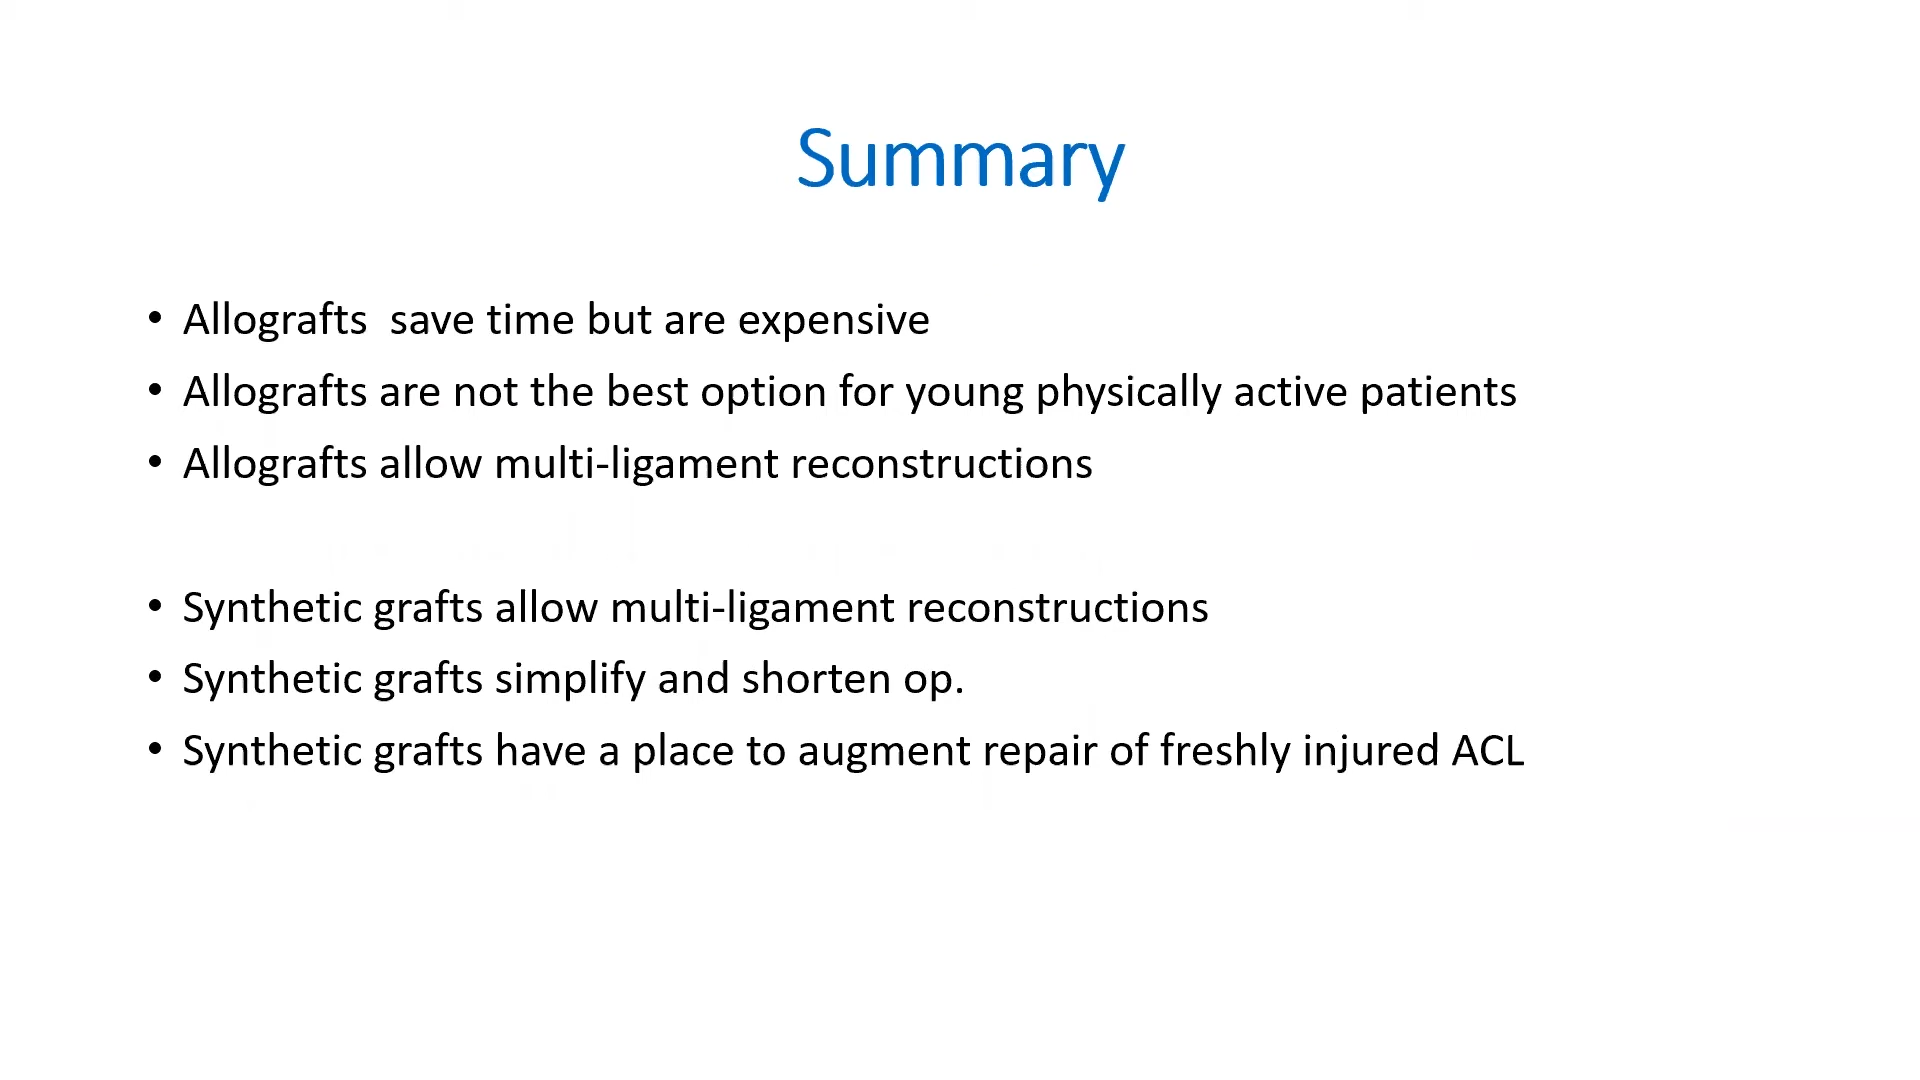 Summary
• Allografts  save time but are expensive
• Allografts are not the best option for young physically active patients
• Allografts allow multi-ligament reconstructions
• Synthetic grafts allow multi-ligament reconstructions
• Synthetic grafts simplify and shorten op.
• Synthetic grafts have a place to augment repair of freshly injured ACL